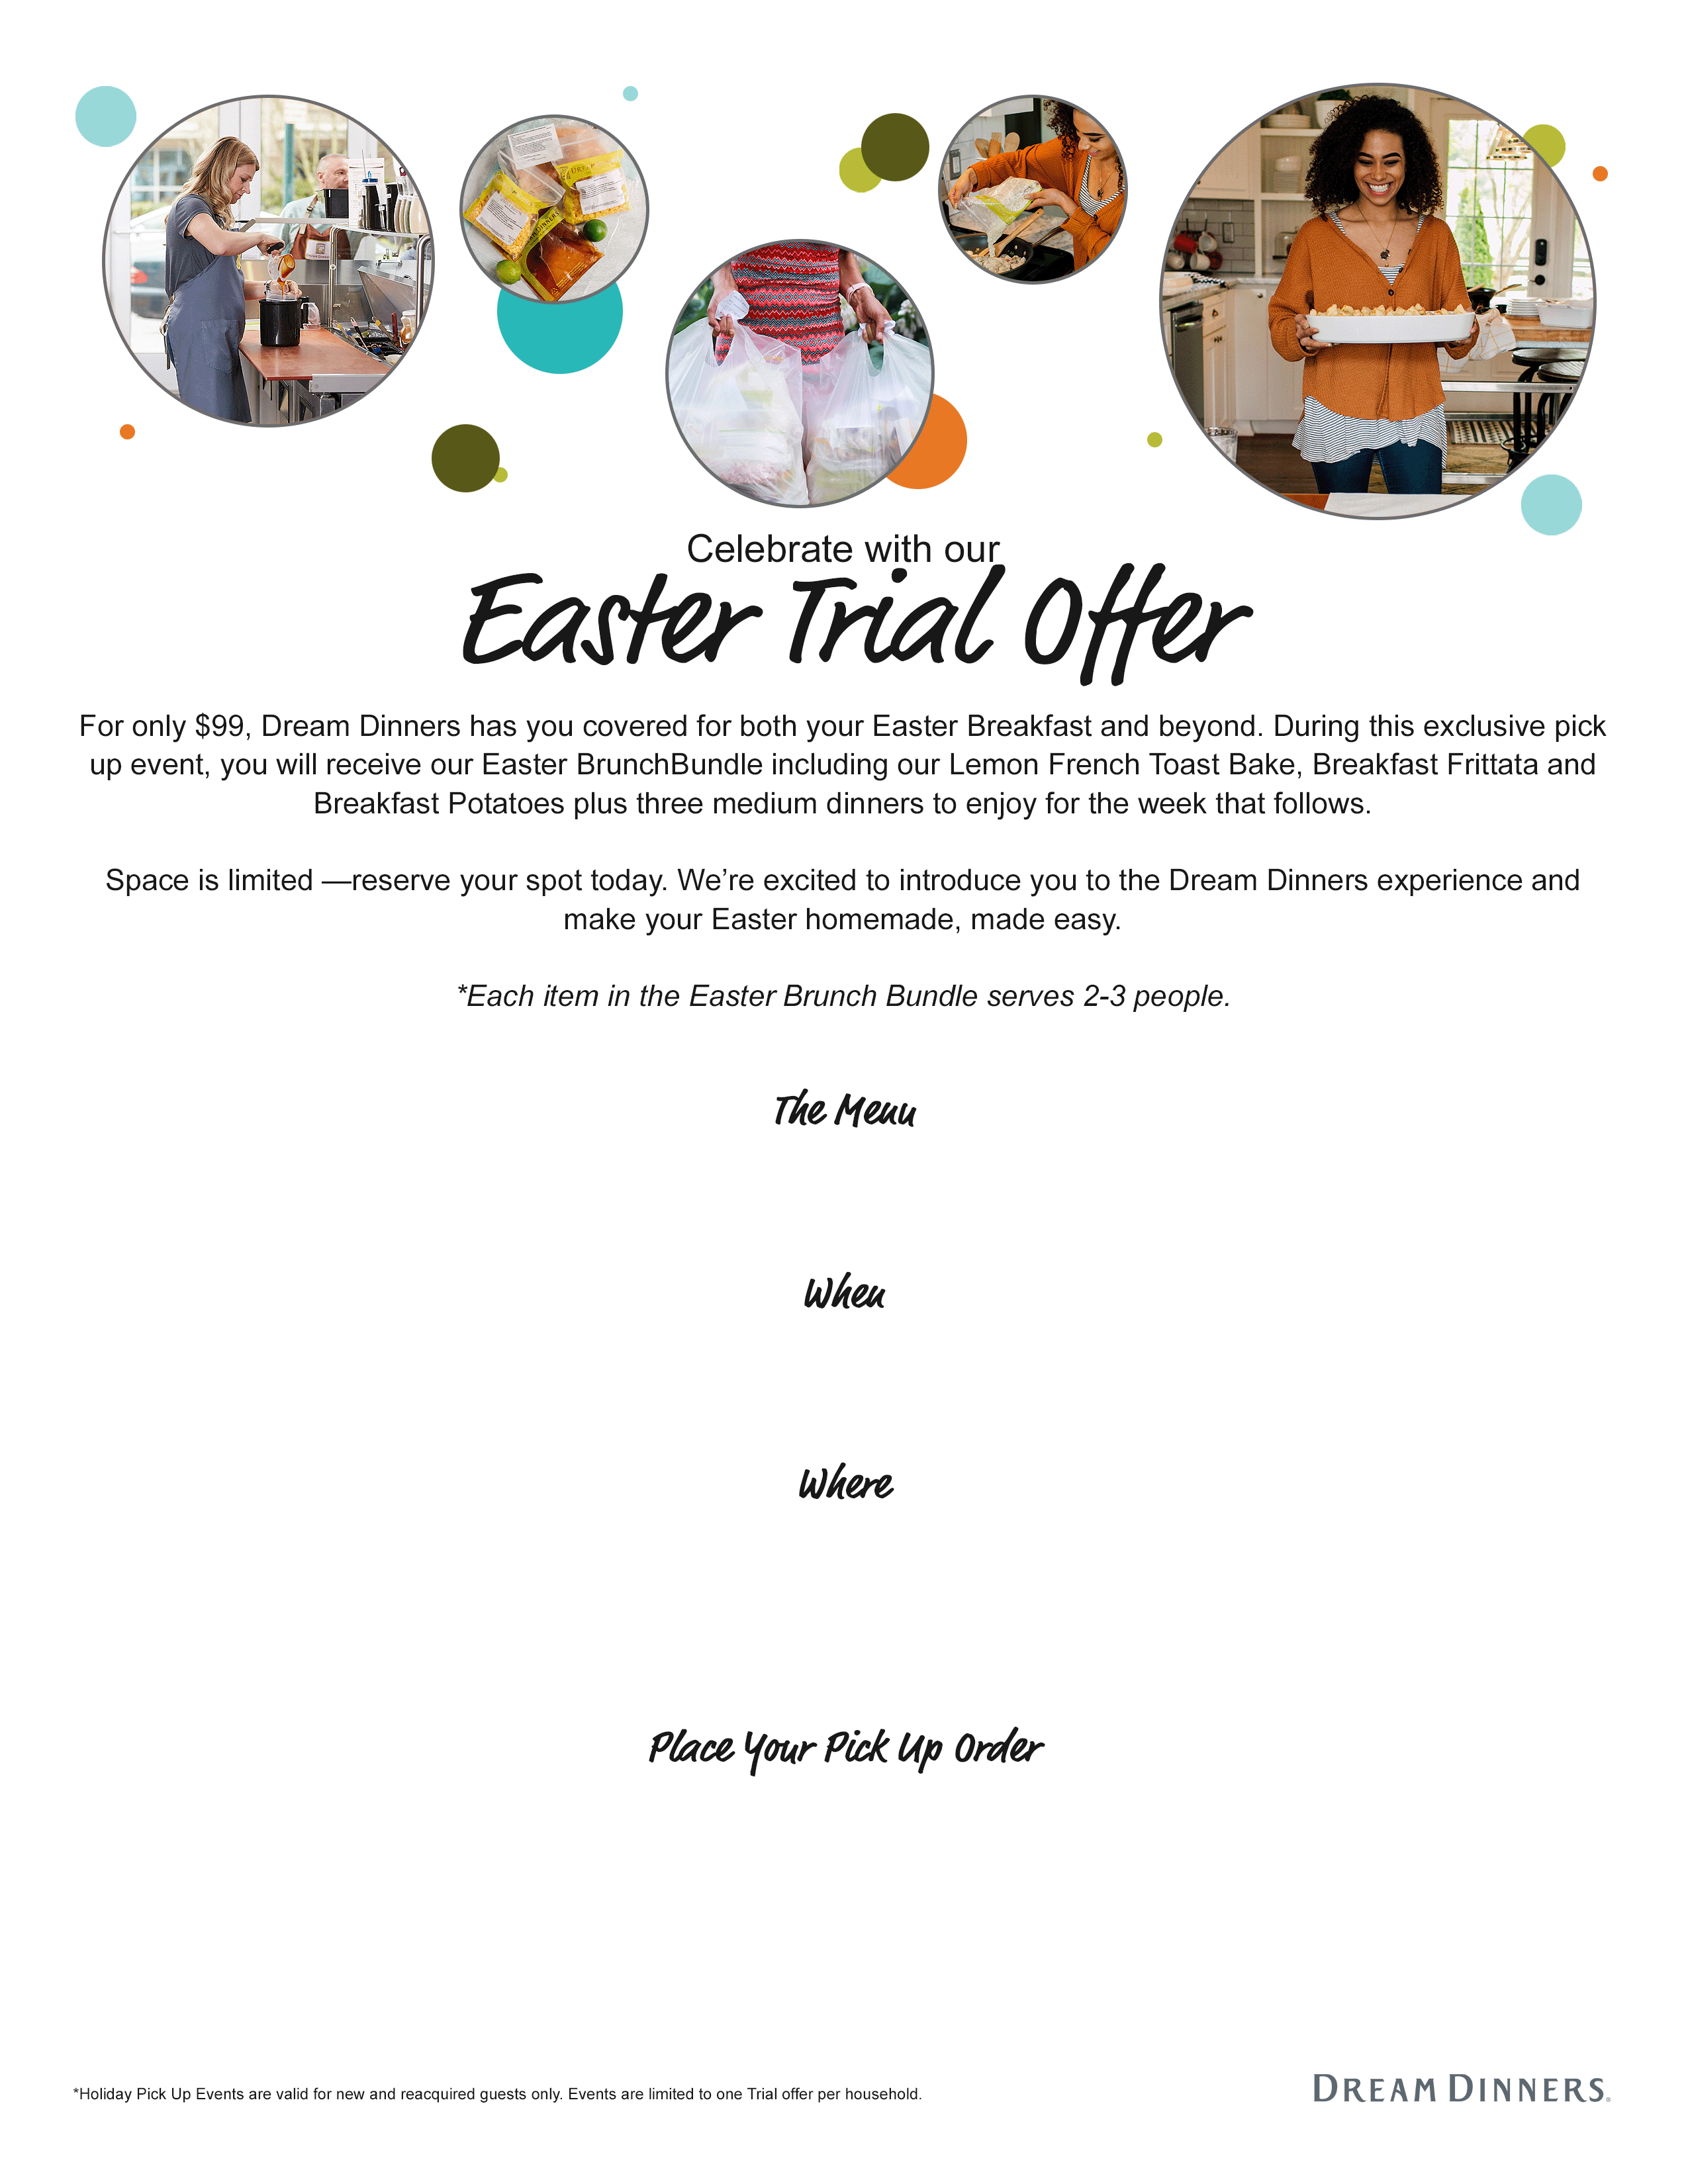 Celebrate with our
Easter Trial Offer
For only $99, Dream Dinners has you covered for both your Easter Breakfast and beyond. During this exclusive pick
up event, you will receive our Easter BrunchBundle including our Lemon French Toast Bake, Breakfast Frittata and
Breakfast Potatoes plus three medium dinners to enjoy for the week that follows.
Space is limited —reserve your spot today. We’re excited to introduce you to the Dream Dinners experience and
make your Easter homemade, made easy.
*Each item in the Easter Brunch Bundle serves 2-3 people.
The Menu
When
Where
Place Your Pick Up Order
*Holiday Pick Up Events are valid for new and reacquired guests only. Events are limited to one Trial offer per household.
DREAM DINNERS®